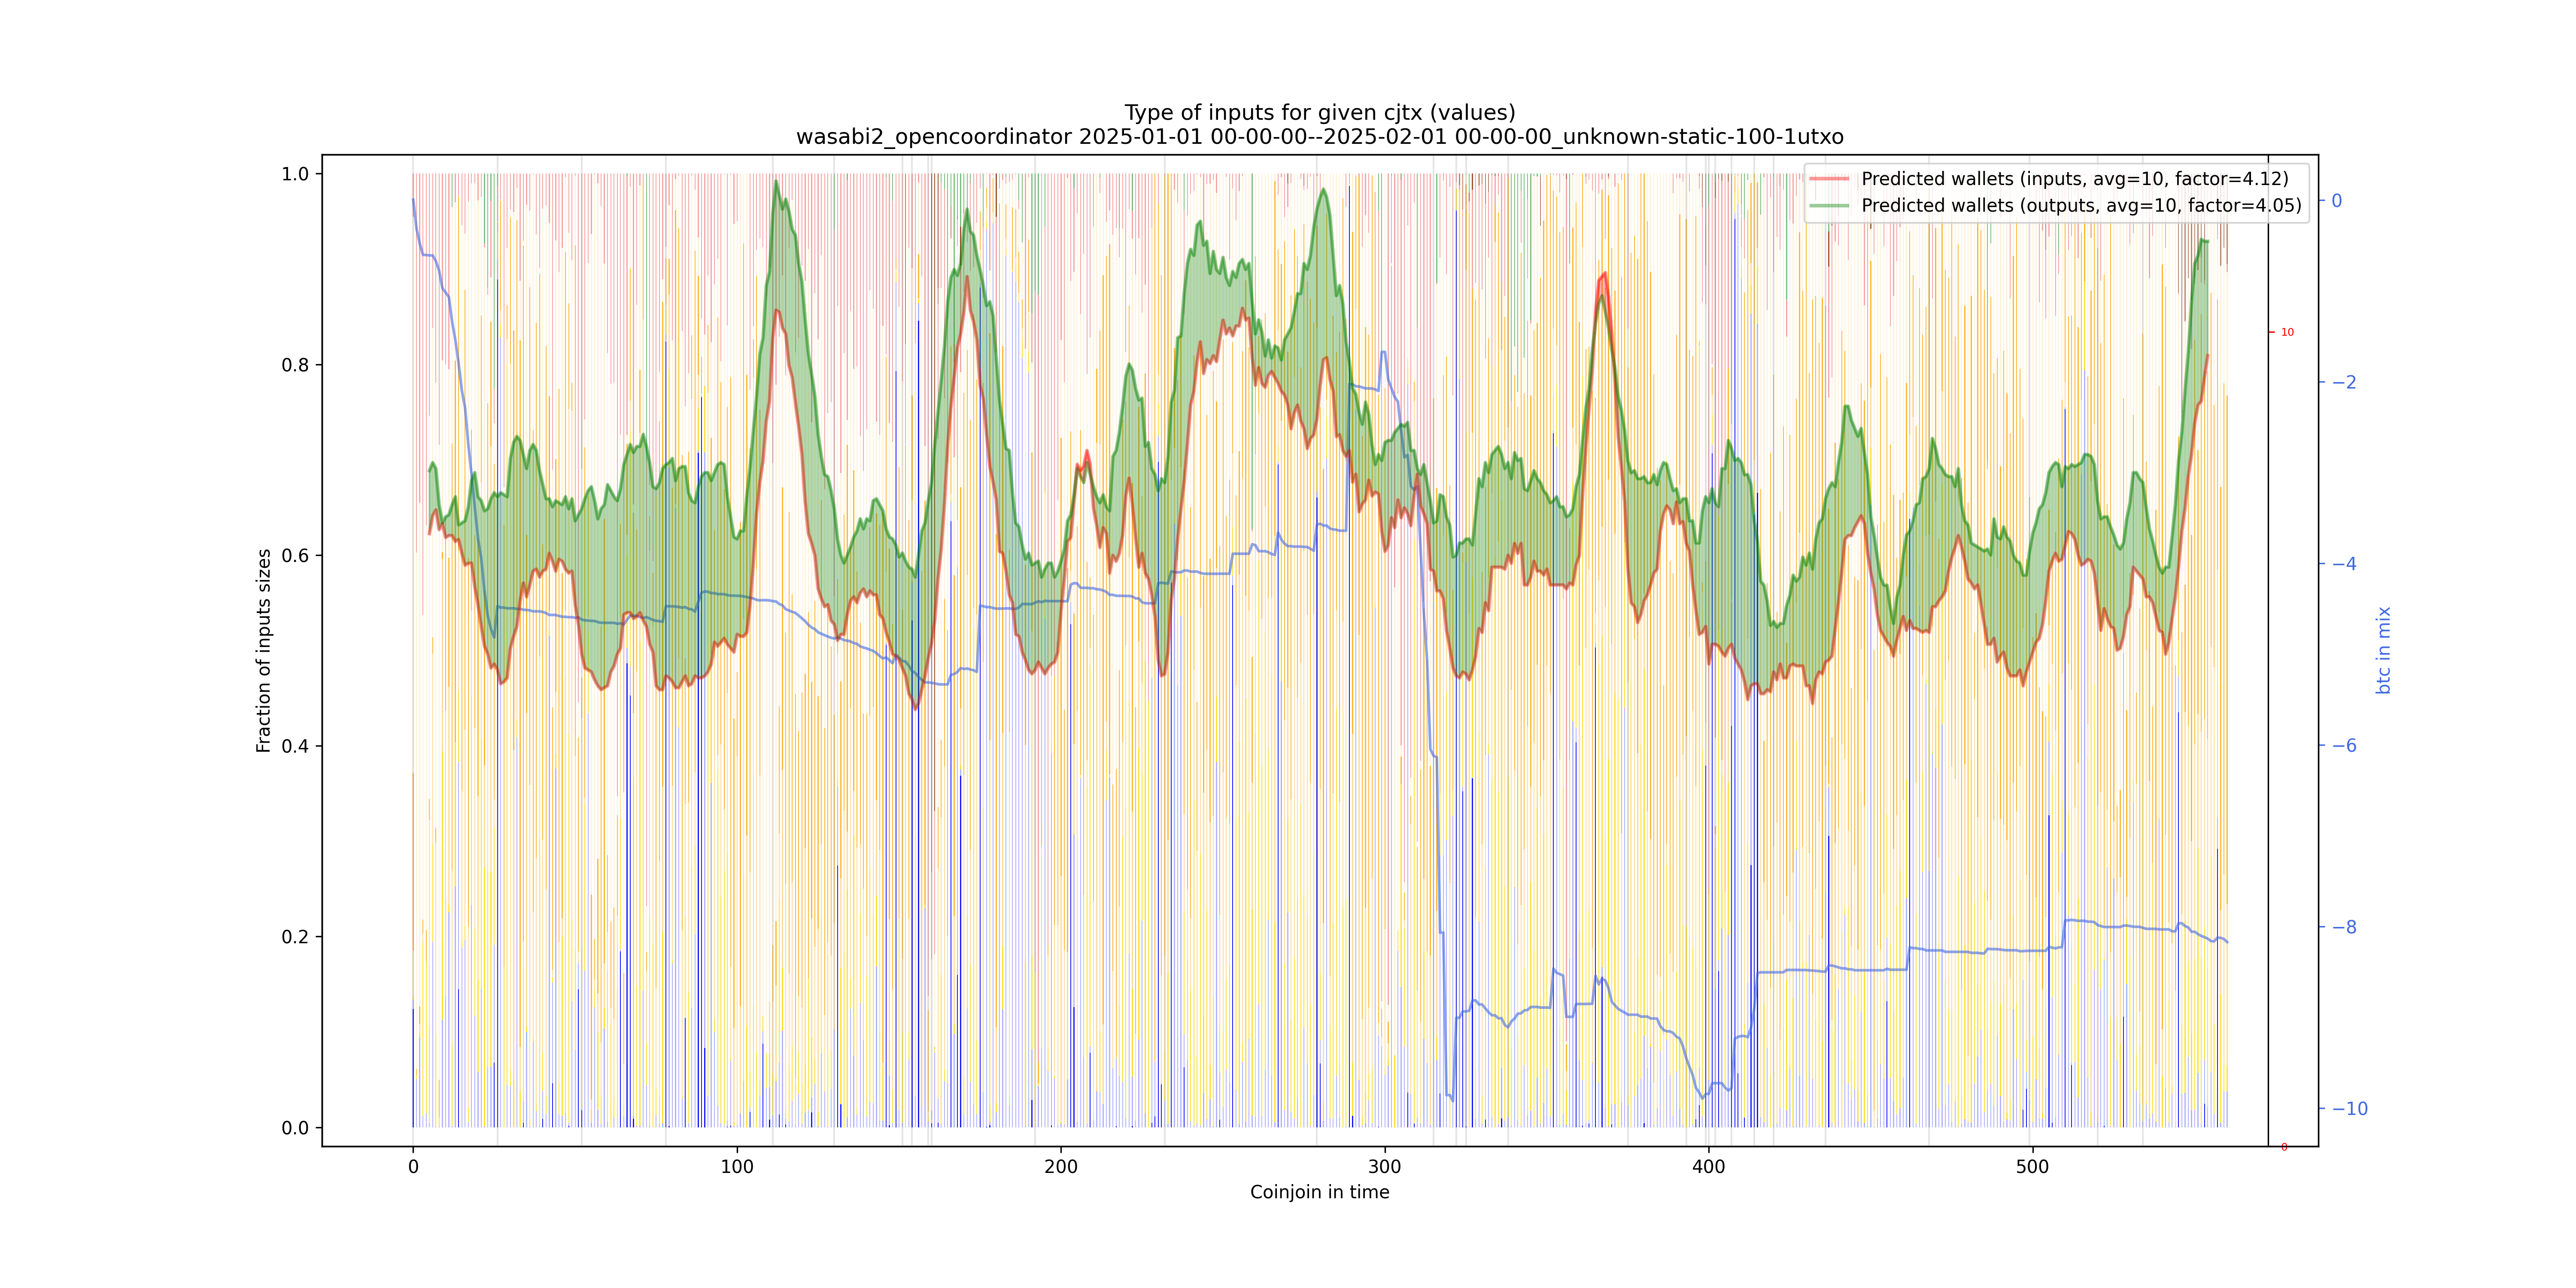 Type of inputs for given cjtx (values)
wasabi2_opencoordinator 2025-01-01 00-00-00--2025-02-01 00-00-00_unknown-static-100-1utxo
Predicted wallets (inputs, avg=10, factor=4.12)
Predicted wallets (outputs, avg=10, factor=4.05)
1.0
0.8
0.6
0.4
0.2
0.0
Fraction of inputs sizes
0
100
200
300
400
500
Coinjoin in time
10
0
0
−2
−4
−6
−8
−10
btc in mix